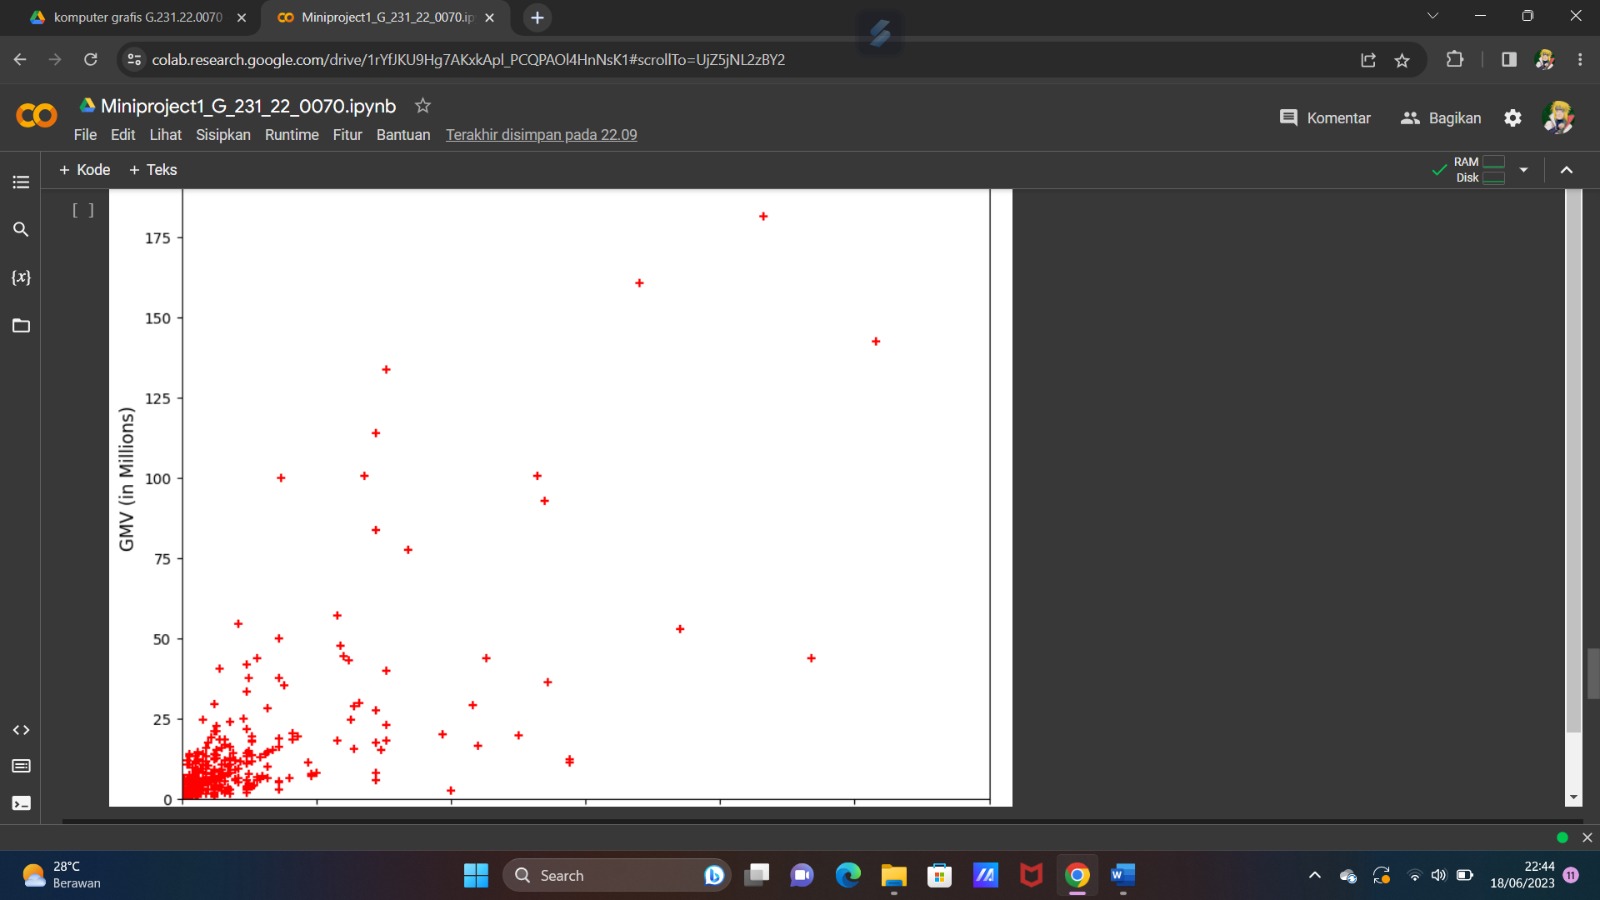 komputer grafis G.231.22.0070
Miniproject1_G_231_22_0070.ip
colab.research.google.com/drive/1rYfJKU9Hg7AKxkApl_PCQPAOl4HnNsK1#scrollTo=UjZ5jNL2zBY2
Miniproject1_G_231_22_0070.ipynb
Komentar
Bagikan
File Edit Lihat Sisipkan Runtime Fitur Bantuan Terakhir disimpan pada 22.09
+ Kode + Teks
RAM
Disk
[ ]
{x}
175
150
125
100
75
50
25
0
GMV (in Millions)
28°C
Berawan
Search
22:44
18/06/2023
11